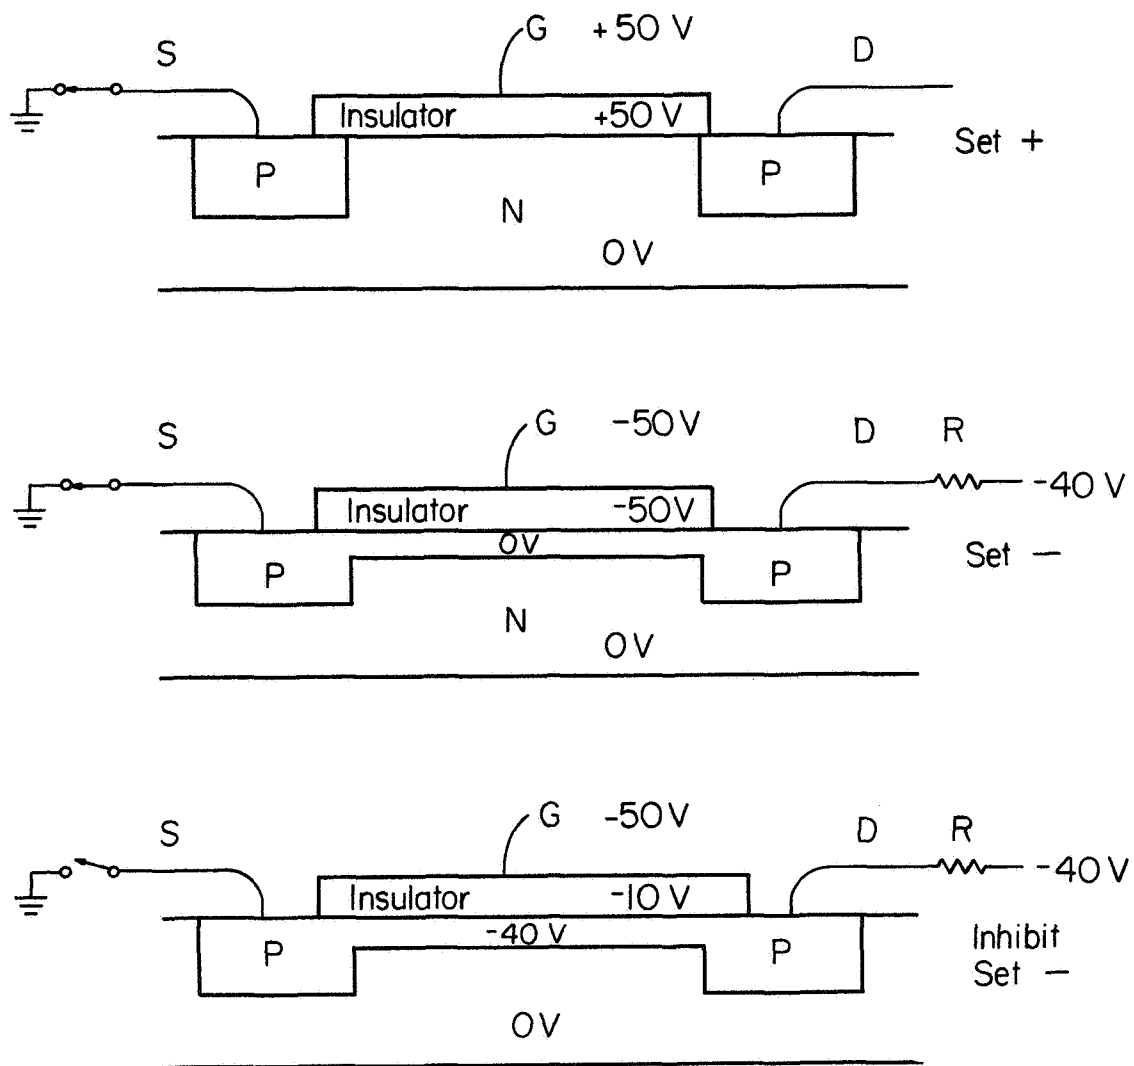 S G +50 V D
Insulator +50 V
Set +
P P
N
0 V
S G -50 V D R
-40 V
Insulator -50 V
0 V
Set -
P P
N
0 V
S G -50 V D R
-40 V
Insulator -10 V
-40 V
Inhibit
Set -
P P
0 V